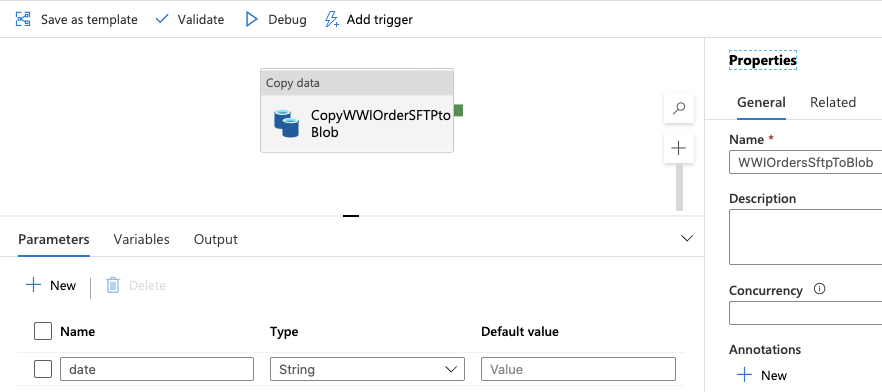 Save as template Validate Debug Add trigger
Copy data
CopyWWIOrderSFTPto
Blob
Properties
General Related
Name *
WWIOrdersSftpToBlob
Description
Concurrency
Annotations
New
Parameters Variables Output
New Delete
Name Type Default value
date String Value